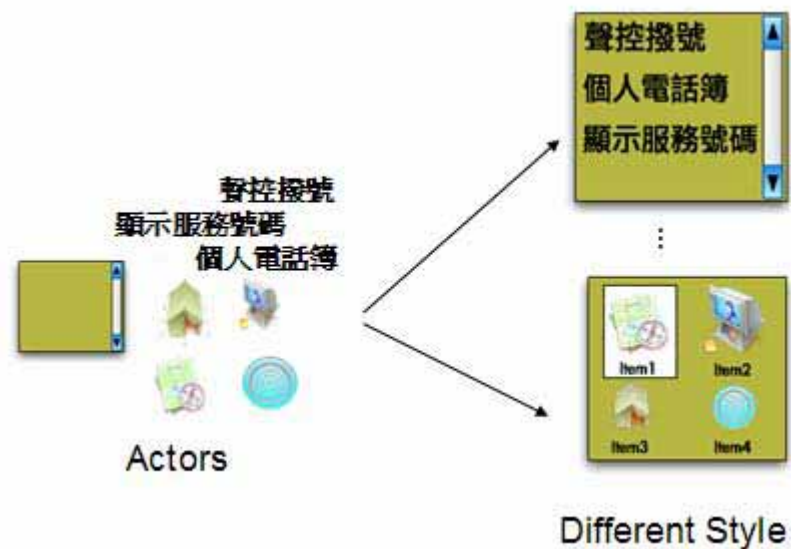 聲控撥號
個人電話簿
顯示服務號碼
聲控撥號
顯示服務號碼
個人電話簿
⋮
Item1
Item2
Item3
Item4
Actors
Different Style